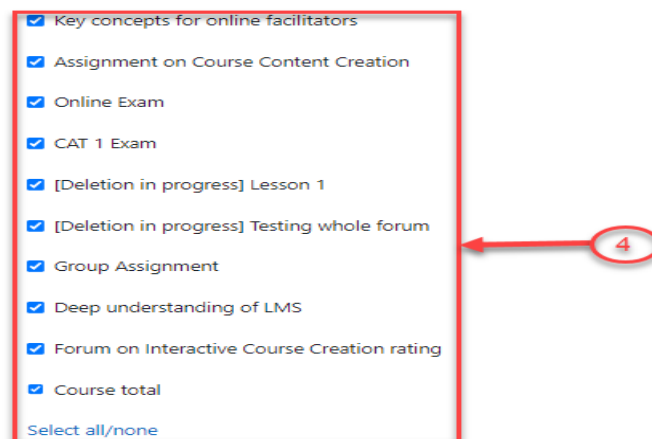 Key concepts for online facilitators
Assignment on Course Content Creation
Online Exam
CAT 1 Exam
[Deletion in progress] Lesson 1
[Deletion in progress] Testing whole forum
4
Group Assignment
Deep understanding of LMS
Forum on Interactive Course Creation rating
Course total
Select all/none